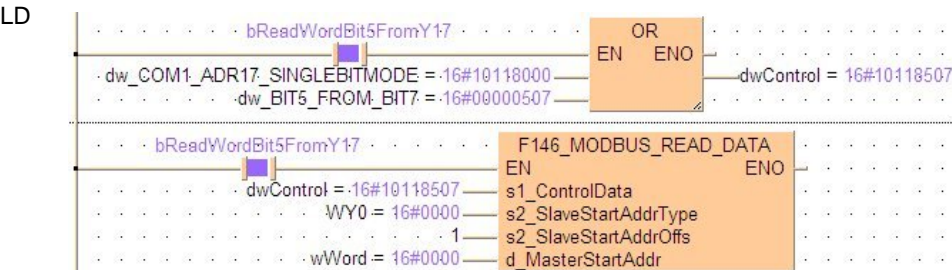 LD
bReadWordBit5FromY17
OR
EN ENO
dw_COM1_ADR17_SINGLEBITMODE = 16#10118000
dwControl = 16#10118507
dw_BIT5_FROM_BIT7 = 16#00000507
bReadWordBit5FromY17
F146_MODBUS_READ_DATA
EN ENO
dwControl = 16#10118507
s1_ControlData
WY0 = 16#0000
s2_SlaveStartAddrType
1
s2_SlaveStartAddrOffs
wWord = 16#0000
d_MasterStartAddr